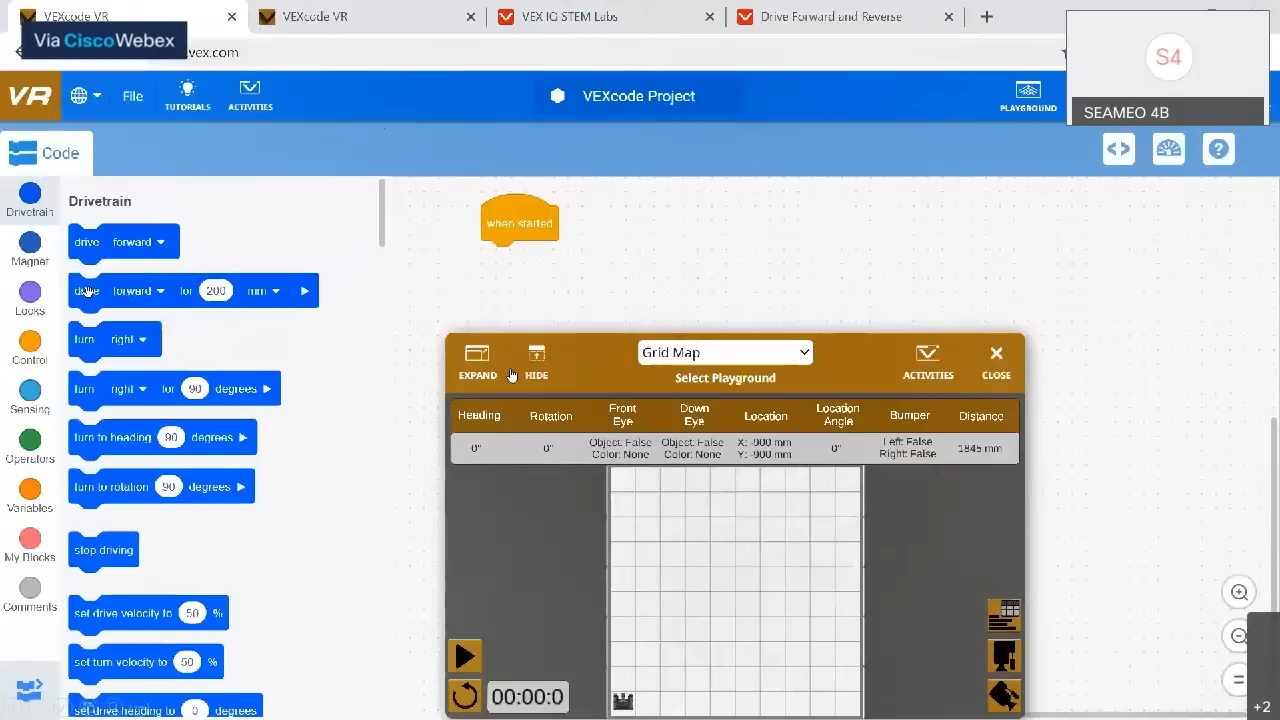 VEXcode VR
VEXcode VR
VEX IQ STEM Labs
Drive Forward and Reverse
Via CiscoWebex
vex.com
S4
SEAMEO 4B
VR
File
TUTORIALS
ACTIVITIES
VEXcode Project
PLAYGROUND
Code
Drivetrain
Magnet
Looks
Control
Sensing
Operators
Variables
My Blocks
Comments
Drivetrain
drive forward
drive forward for 200 mm
turn right
turn right for 90 degrees
turn to heading 90 degrees
turn to rotation 90 degrees
stop driving
set drive velocity to 50 %
set turn velocity to 50 %
set drive heading to 0 degrees
when started
EXPAND
HIDE
Grid Map
Select Playground
ACTIVITIES
CLOSE
Heading Rotation Front Eye Down Eye Location Location Angle Bumper Distance
0° 0° Object: False Object: False X: -900 mm 0° Left: False 1845 mm
Color: None Color: None Y: -900 mm Right: False
00:00:0
+2